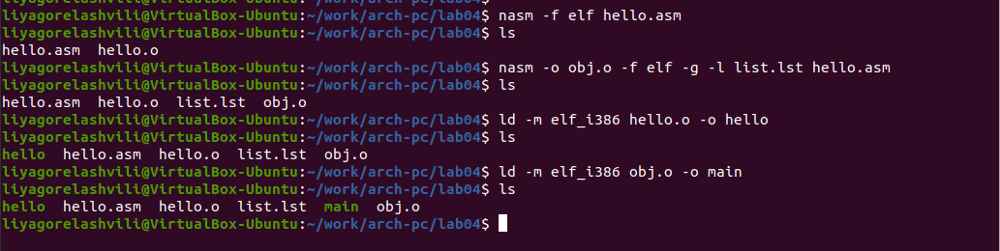 liyagorelashvili@VirtualBox-Ubuntu:~/work/arch-pc/lab04$ nasm -f elf hello.asm
liyagorelashvili@VirtualBox-Ubuntu:~/work/arch-pc/lab04$ ls
hello.asm  hello.o
liyagorelashvili@VirtualBox-Ubuntu:~/work/arch-pc/lab04$ nasm -o obj.o -f elf -g -l list.lst hello.asm
liyagorelashvili@VirtualBox-Ubuntu:~/work/arch-pc/lab04$ ls
hello.asm  hello.o  list.lst  obj.o
liyagorelashvili@VirtualBox-Ubuntu:~/work/arch-pc/lab04$ ld -m elf_i386 hello.o -o hello
liyagorelashvili@VirtualBox-Ubuntu:~/work/arch-pc/lab04$ ls
hello  hello.asm  hello.o  list.lst  obj.o
liyagorelashvili@VirtualBox-Ubuntu:~/work/arch-pc/lab04$ ld -m elf_i386 obj.o -o main
liyagorelashvili@VirtualBox-Ubuntu:~/work/arch-pc/lab04$ ls
hello  hello.asm  hello.o  list.lst  main  obj.o
liyagorelashvili@VirtualBox-Ubuntu:~/work/arch-pc/lab04$